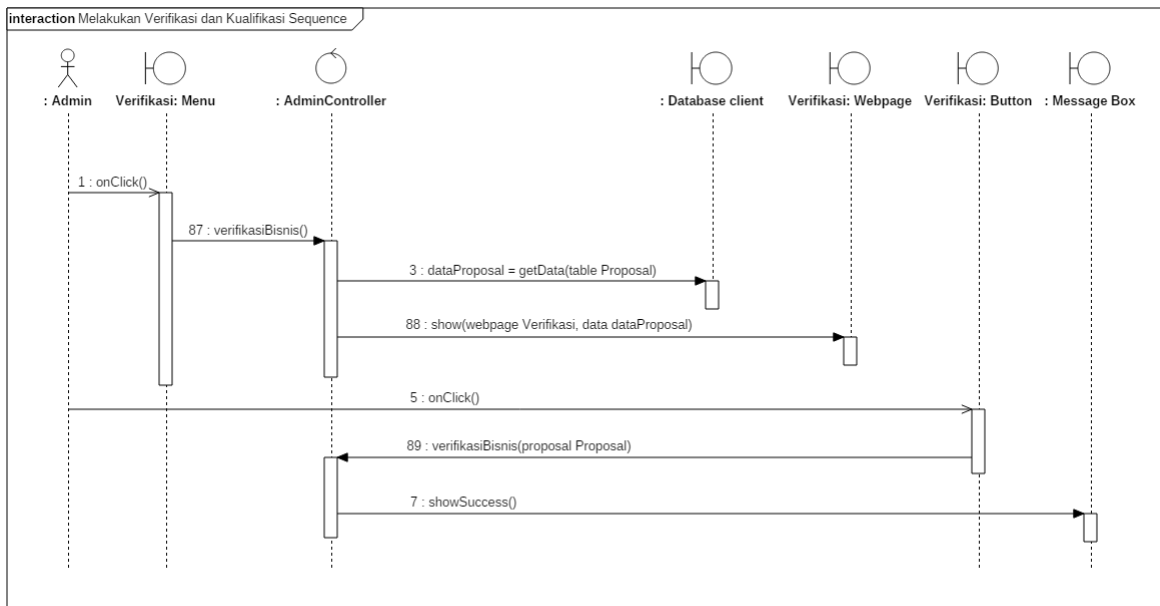 interaction Melakukan Verifikasi dan Kualifikasi Sequence
: Admin
Verifikasi: Menu
: AdminController
: Database client
Verifikasi: Webpage
Verifikasi: Button
: Message Box
1 : onClick()
87 : verifikasiBisnis()
3 : dataProposal = getData(table Proposal)
88 : show(webpage Verifikasi, data dataProposal)
5 : onClick()
89 : verifikasiBisnis(proposal Proposal)
7 : showSuccess()